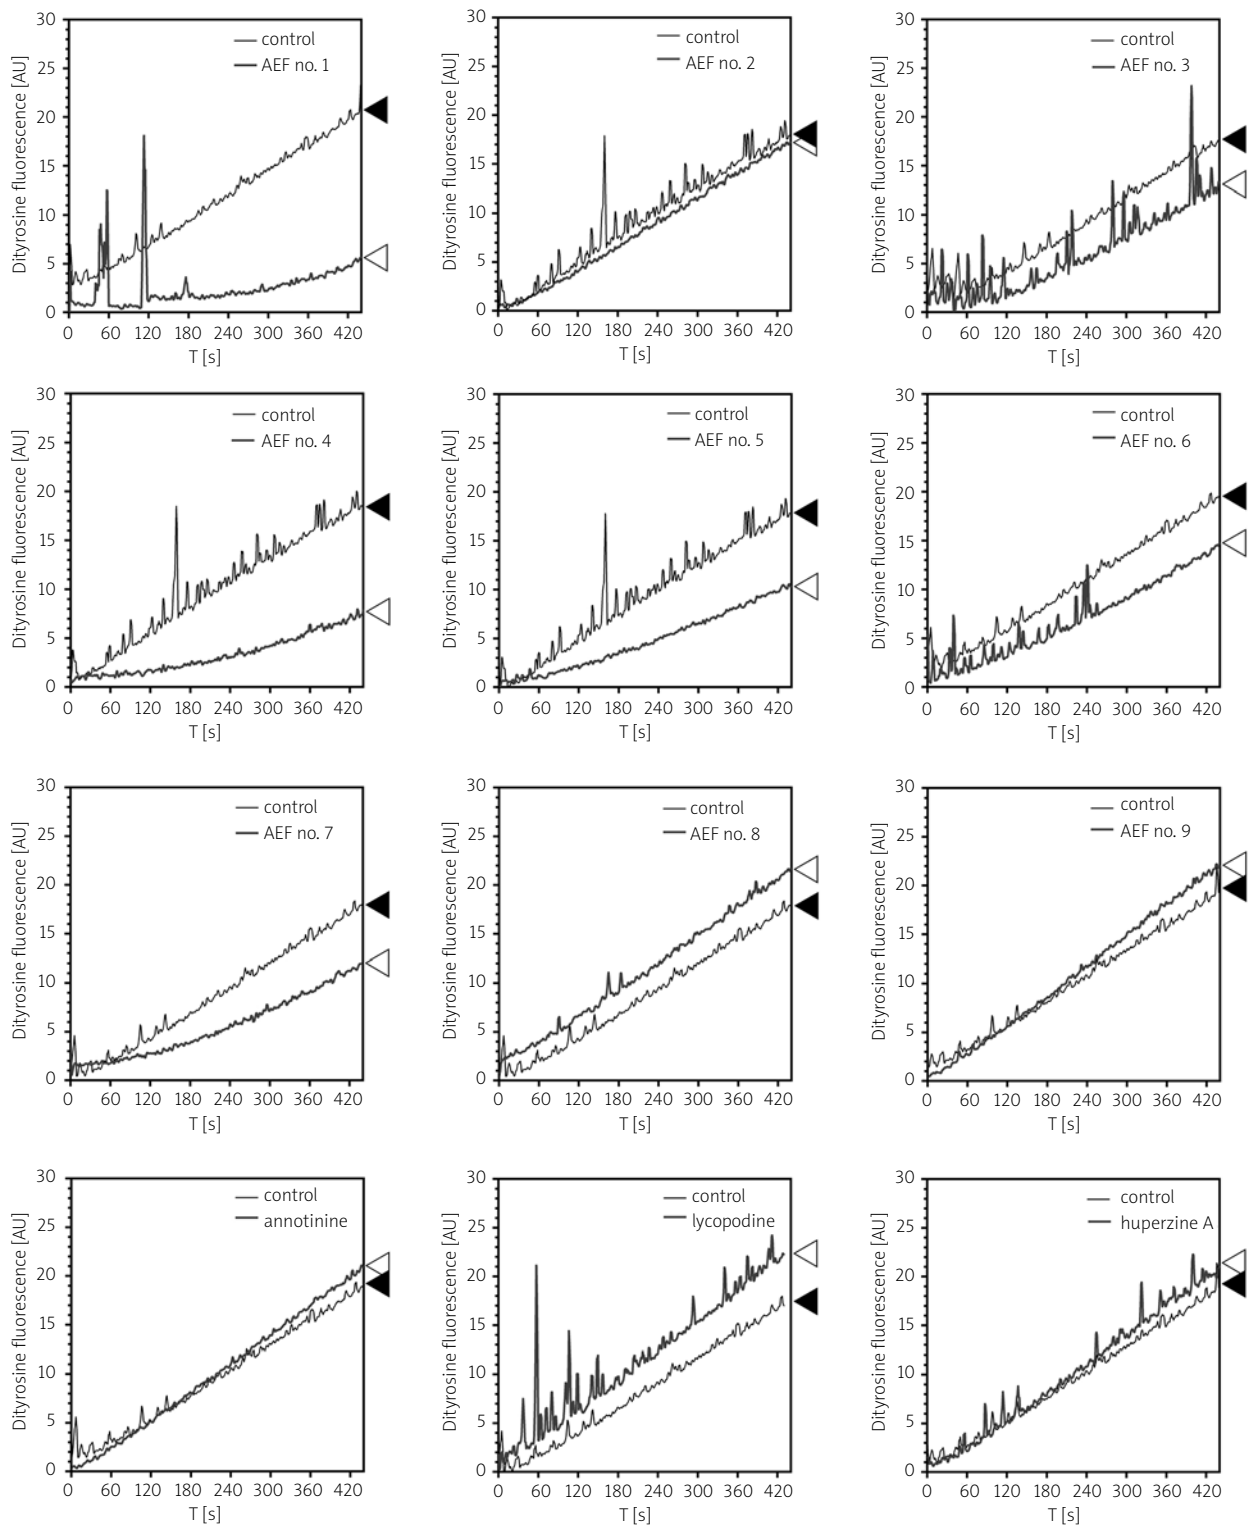 Dityrosine fluorescence [AU]
30
25
20
15
10
5
0
control
AEF no. 1
0 60 120 180 240 300 360 420
T [s]
Dityrosine fluorescence [AU]
30
25
20
15
10
5
0
control
AEF no. 2
0 60 120 180 240 300 360 420
T [s]
Dityrosine fluorescence [AU]
30
25
20
15
10
5
0
control
AEF no. 3
0 60 120 180 240 300 360 420
T [s]
Dityrosine fluorescence [AU]
30
25
20
15
10
5
0
control
AEF no. 4
0 60 120 180 240 300 360 420
T [s]
Dityrosine fluorescence [AU]
30
25
20
15
10
5
0
control
AEF no. 5
0 60 120 180 240 300 360 420
T [s]
Dityrosine fluorescence [AU]
30
25
20
15
10
5
0
control
AEF no. 6
0 60 120 180 240 300 360 420
T [s]
Dityrosine fluorescence [AU]
30
25
20
15
10
5
0
control
AEF no. 7
0 60 120 180 240 300 360 420
T [s]
Dityrosine fluorescence [AU]
30
25
20
15
10
5
0
control
AEF no. 8
0 60 120 180 240 300 360 420
T [s]
Dityrosine fluorescence [AU]
30
25
20
15
10
5
0
control
AEF no. 9
0 60 120 180 240 300 360 420
T [s]
Dityrosine fluorescence [AU]
30
25
20
15
10
5
0
control
annotinine
0 60 120 180 240 300 360 420
T [s]
Dityrosine fluorescence [AU]
30
25
20
15
10
5
0
control
lycopodine
0 60 120 180 240 300 360 420
T [s]
Dityrosine fluorescence [AU]
30
25
20
15
10
5
0
control
huperzine A
0 60 120 180 240 300 360 420
T [s]